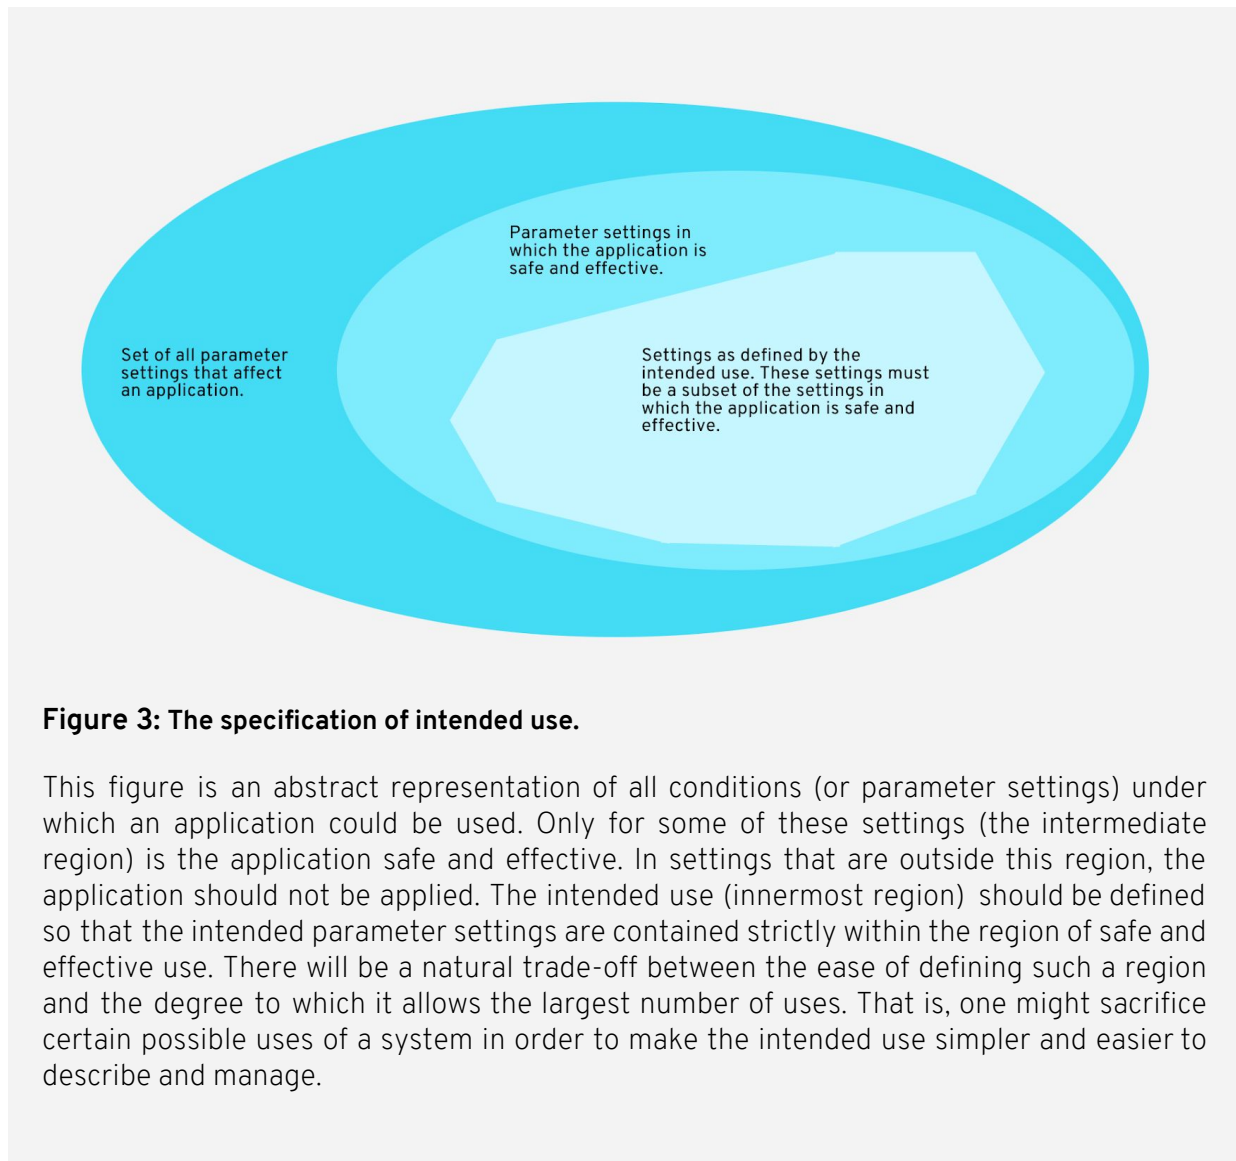 Parameter settings in
which the application is
safe and effective.
Set of all parameter
settings that affect
an application.
Settings as defined by the
intended use. These settings must
be a subset of the settings in
which the application is safe and
effective.
Figure 3: The specification of intended use.
This figure is an abstract representation of all conditions (or parameter settings) under
which an application could be used. Only for some of these settings (the intermediate
region) is the application safe and effective. In settings that are outside this region, the
application should not be applied. The intended use (innermost region) should be defined
so that the intended parameter settings are contained strictly within the region of safe and
effective use. There will be a natural trade-off between the ease of defining such a region
and the degree to which it allows the largest number of uses. That is, one might sacrifice
certain possible uses of a system in order to make the intended use simpler and easier to
describe and manage.